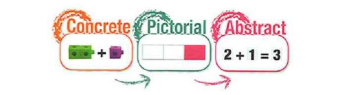 Concrete Pictorial Abstract
+ 2 + 1 = 3